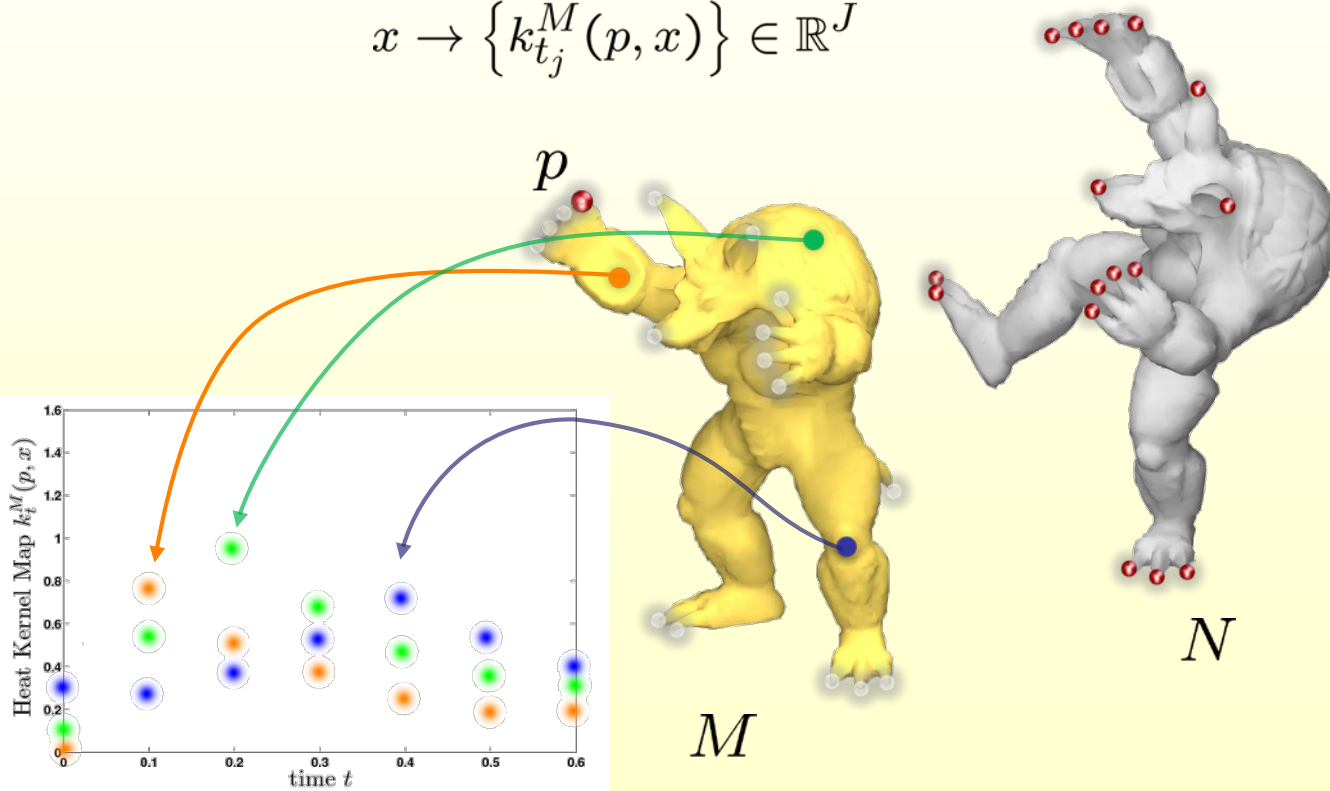 x → {k^M_{t_j}(p, x)} ∈ ℝ^J
p
M
N
Heat Kernel Map k^M_t(p, x)
1.6
1.4
1.2
1
0.8
0.6
0.4
0.2
0
0 0.1 0.2 0.3 0.4 0.5 0.6
time t